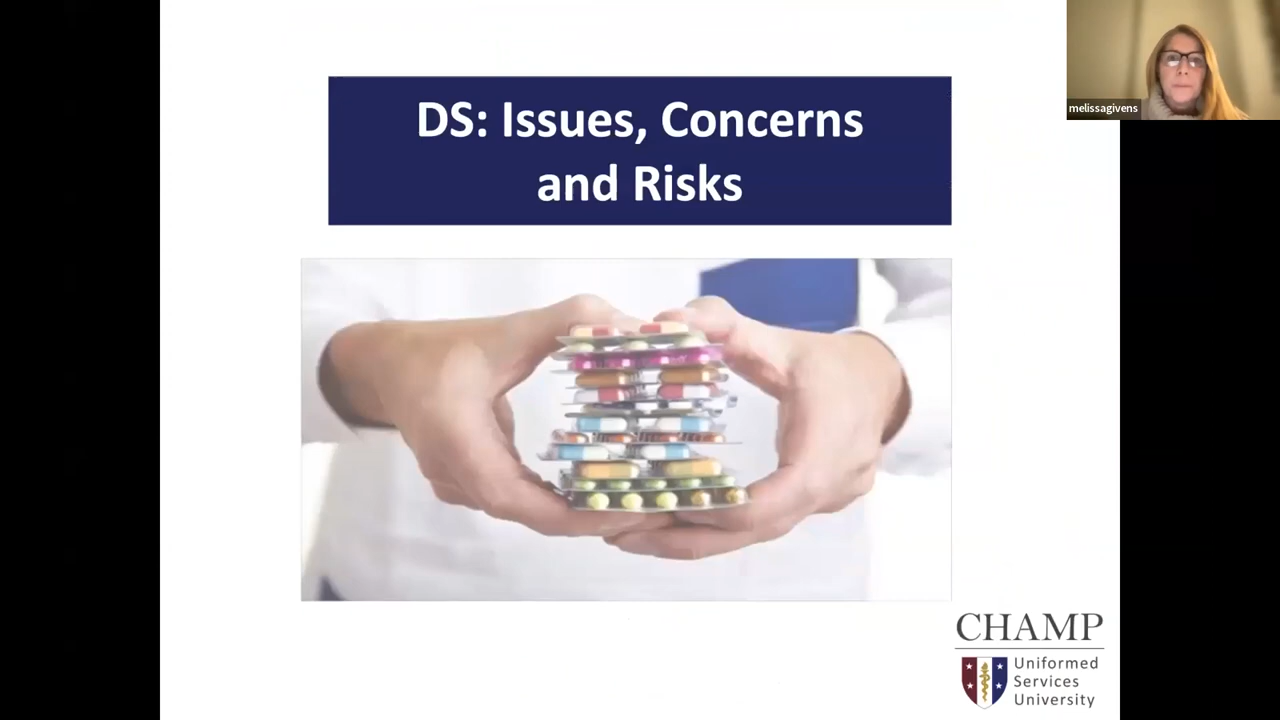 DS: Issues, Concerns
and Risks
melissagivens
CHAMP
Uniformed
Services
University